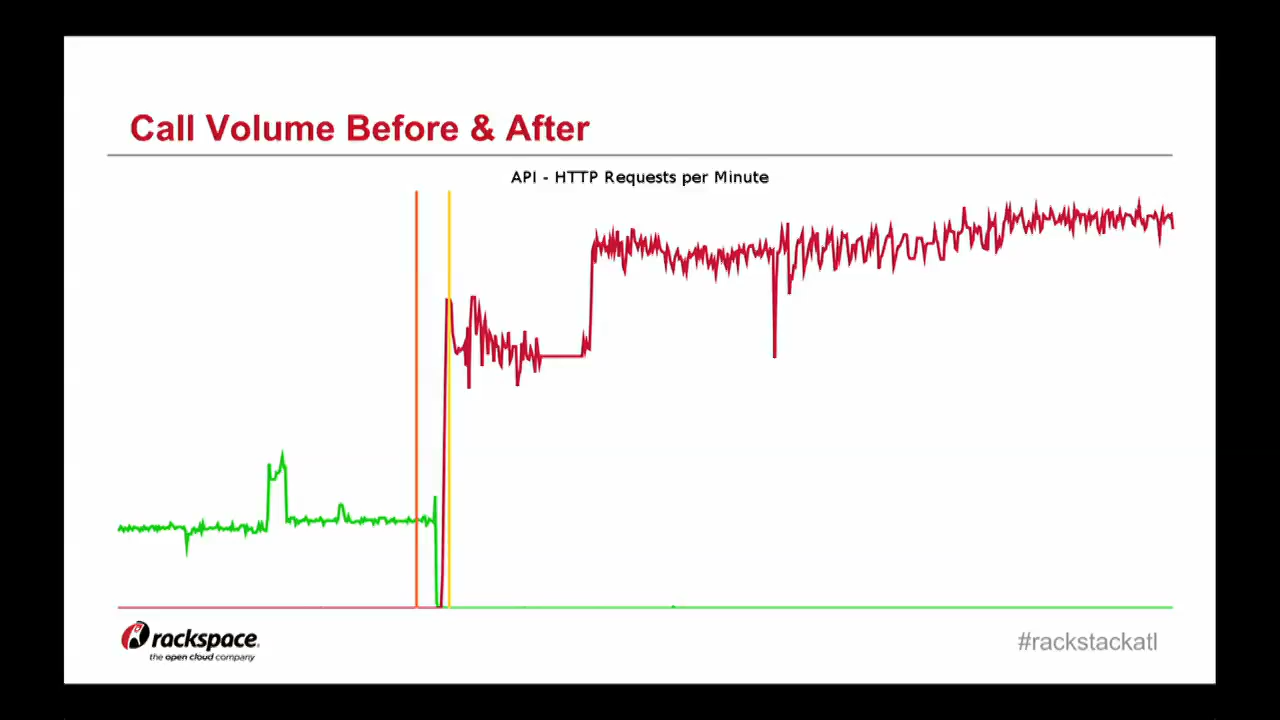 Call Volume Before & After
API - HTTP Requests per Minute
rackspace.
the open cloud company
#rackstackatl